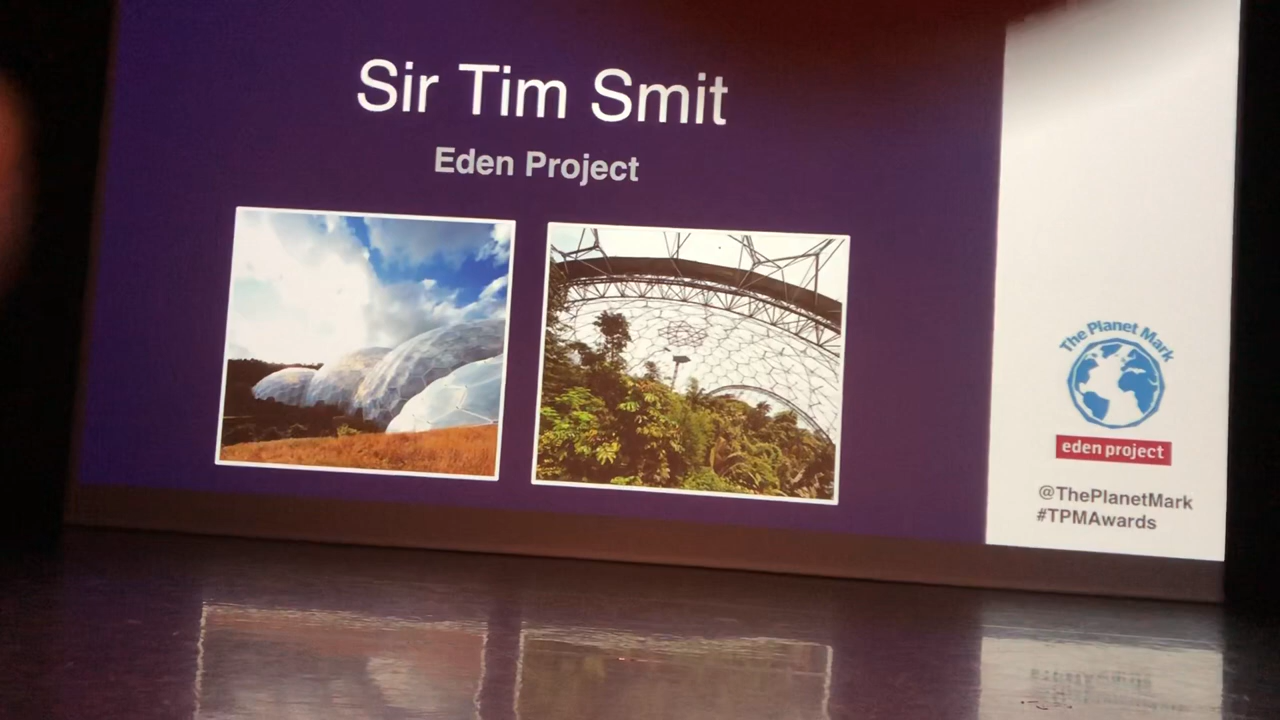 Sir Tim Smit
Eden Project
The Planet Mark
eden project
@ThePlanetMark
#TPMAwards